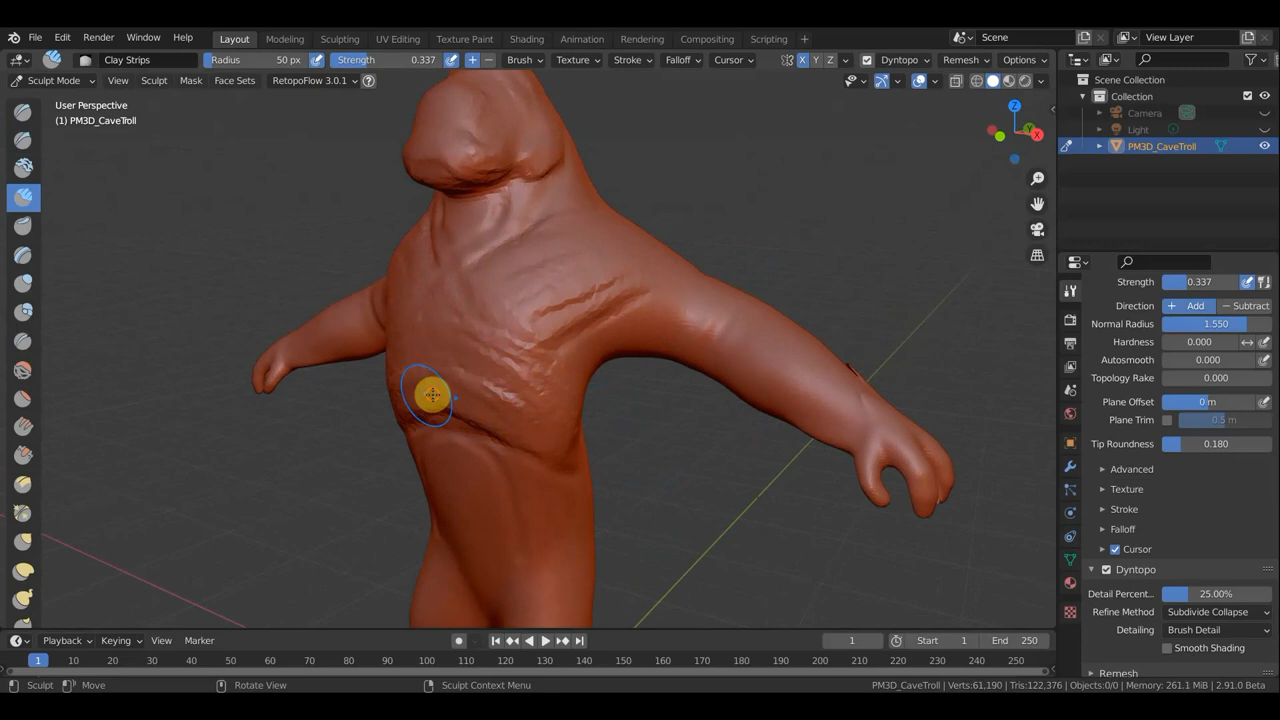 File Edit Render Window Help Layout Modeling Sculpting UV Editing Texture Paint Shading Animation Rendering Compositing Scripting + Scene View Layer
Clay Strips Radius 50 px Strength 0.337 + − Brush Texture Stroke Falloff Cursor X Y Z Dyntopo Remesh Options
Sculpt Mode View Sculpt Mask Face Sets RetopoFlow 3.0.1 ?
Scene Collection
Collection
Camera
Light
PM3D_CaveTroll
User Perspective
(1) PM3D_CaveTroll
Z
Y
X
Strength 0.337
Direction + Add − Subtract
Normal Radius 1.550
Hardness 0.000
Autosmooth 0.000
Topology Rake 0.000
Plane Offset 0 m
Plane Trim 0.5 m
Tip Roundness 0.180
Advanced
Texture
Stroke
Falloff
Cursor
Dyntopo
Detail Percent... 25.00%
Refine Method Subdivide Collapse
Detailing Brush Detail
Smooth Shading
Remesh
Playback Keying View Marker 1 Start 1 End 250
1 10 20 30 40 50 60 70 80 90 100 110 120 130 140 150 160 170 180 190 200 210 220 230 240 250
Sculpt Move Rotate View Sculpt Context Menu PM3D_CaveTroll | Verts:61,190 | Tris:122,376 | Objects:0/0 | Memory: 261.1 MiB | 2.91.0 Beta